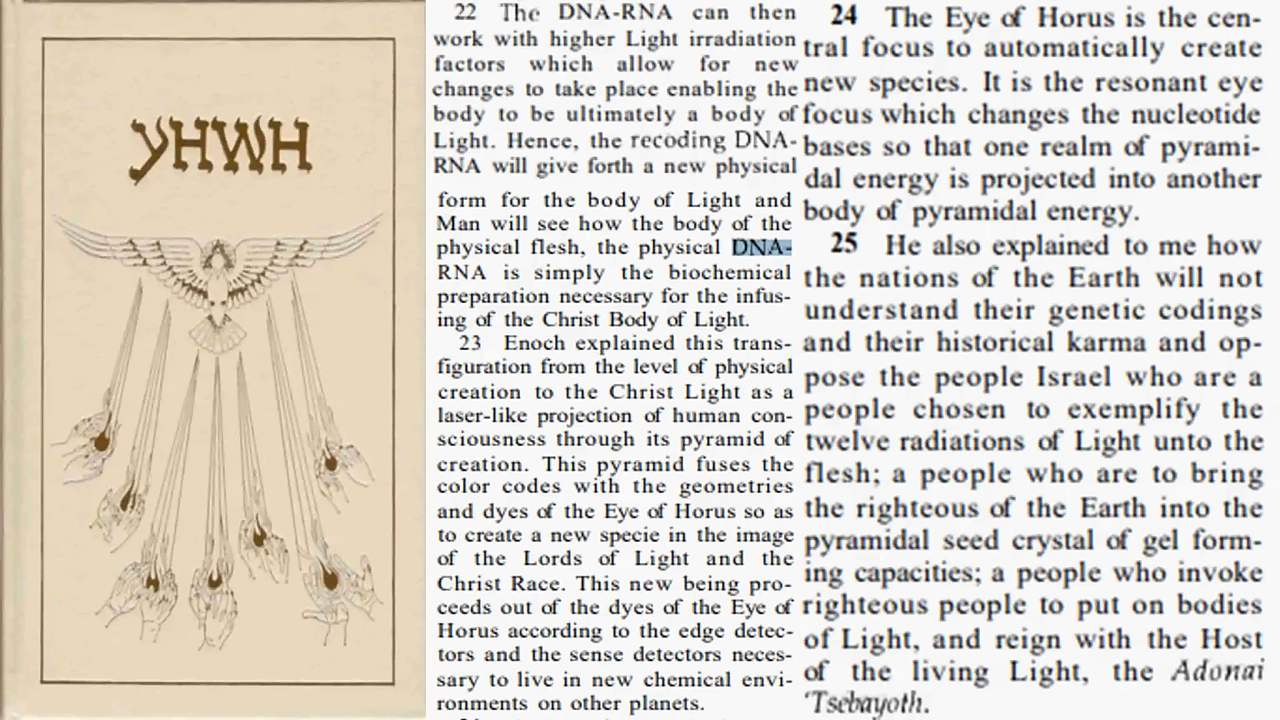 YHWH
22 The DNA-RNA can then
work with higher Light irradiation
factors which allow for new
changes to take place enabling the
body to be ultimately a body of
Light. Hence, the recoding DNA-
RNA will give forth a new physical
form for the body of Light and
Man will see how the body of the
physical flesh, the physical DNA-
RNA is simply the biochemical
preparation necessary for the infus-
ing of the Christ Body of Light.
23 Enoch explained this trans-
figuration from the level of physical
creation to the Christ Light as a
laser-like projection of human con-
sciousness through its pyramid of
creation. This pyramid fuses the
color codes with the geometries
and dyes of the Eye of Horus so as
to create a new specie in the image
of the Lords of Light and the
Christ Race. This new being pro-
ceeds out of the dyes of the Eye of
Horus according to the edge detec-
tors and the sense detectors neces-
sary to live in new chemical envi-
ronments on other planets.
24 The Eye of Horus is the cen-
tral focus to automatically create
new species. It is the resonant eye
focus which changes the nucleotide
bases so that one realm of pyrami-
dal energy is projected into another
body of pyramidal energy.
25 He also explained to me how
the nations of the Earth will not
understand their genetic codings
and their historical karma and op-
pose the people Israel who are a
people chosen to exemplify the
twelve radiations of Light unto the
flesh; a people who are to bring
the righteous of the Earth into the
pyramidal seed crystal of gel form-
ing capacities; a people who invoke
righteous people to put on bodies
of Light, and reign with the Host
of the living Light, the Adonai
'Tsebayoth.